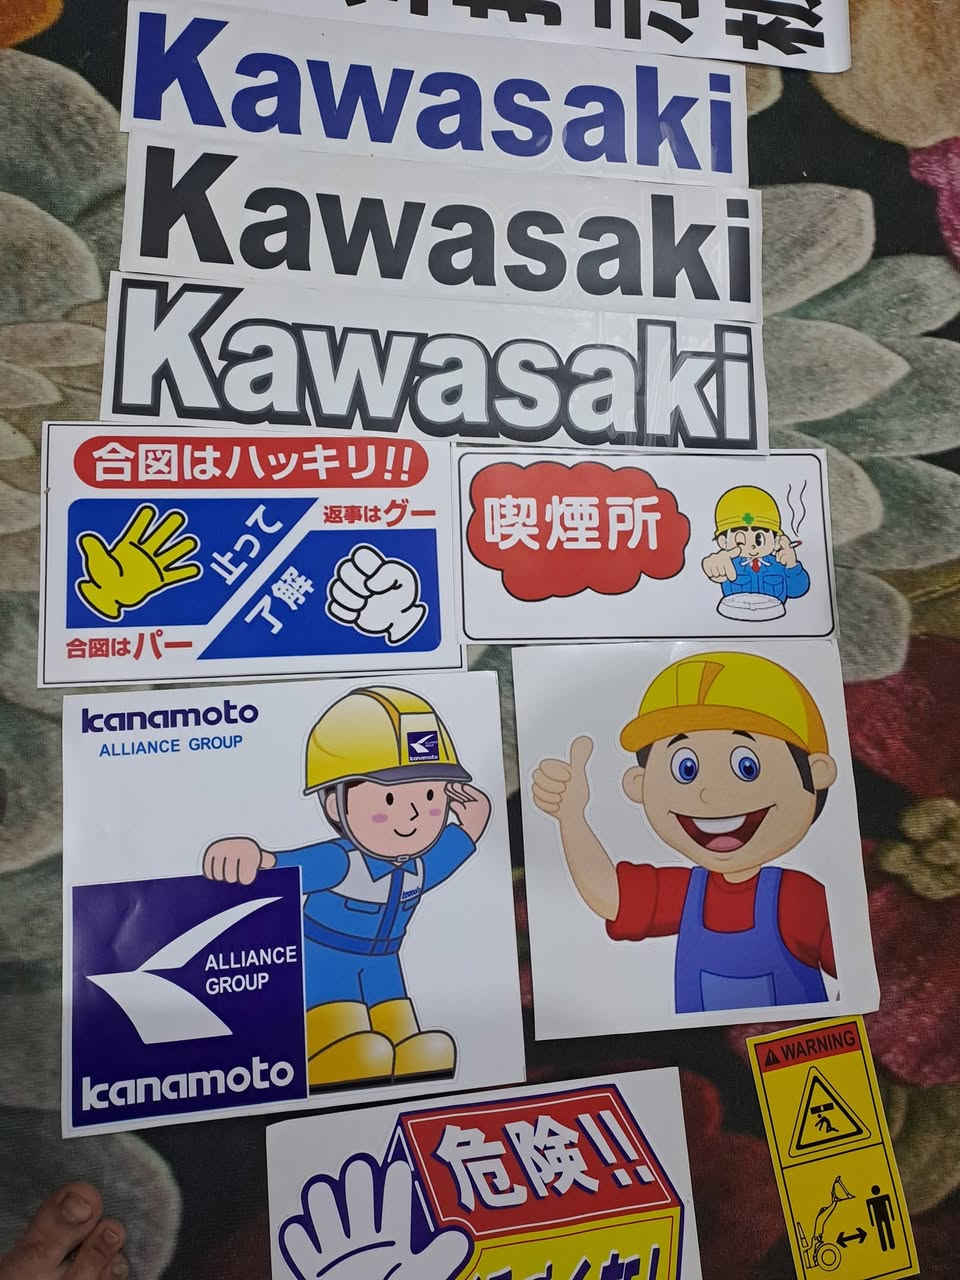 Kawasaki
Kawasaki
Kawasaki
合図はハッキリ!!
止って
返事はグー
了解
合図はパー
喫煙所
kanamoto
ALLIANCE GROUP
kanamoto
ALLIANCE
GROUP
kanamoto
WARNING
危険!!